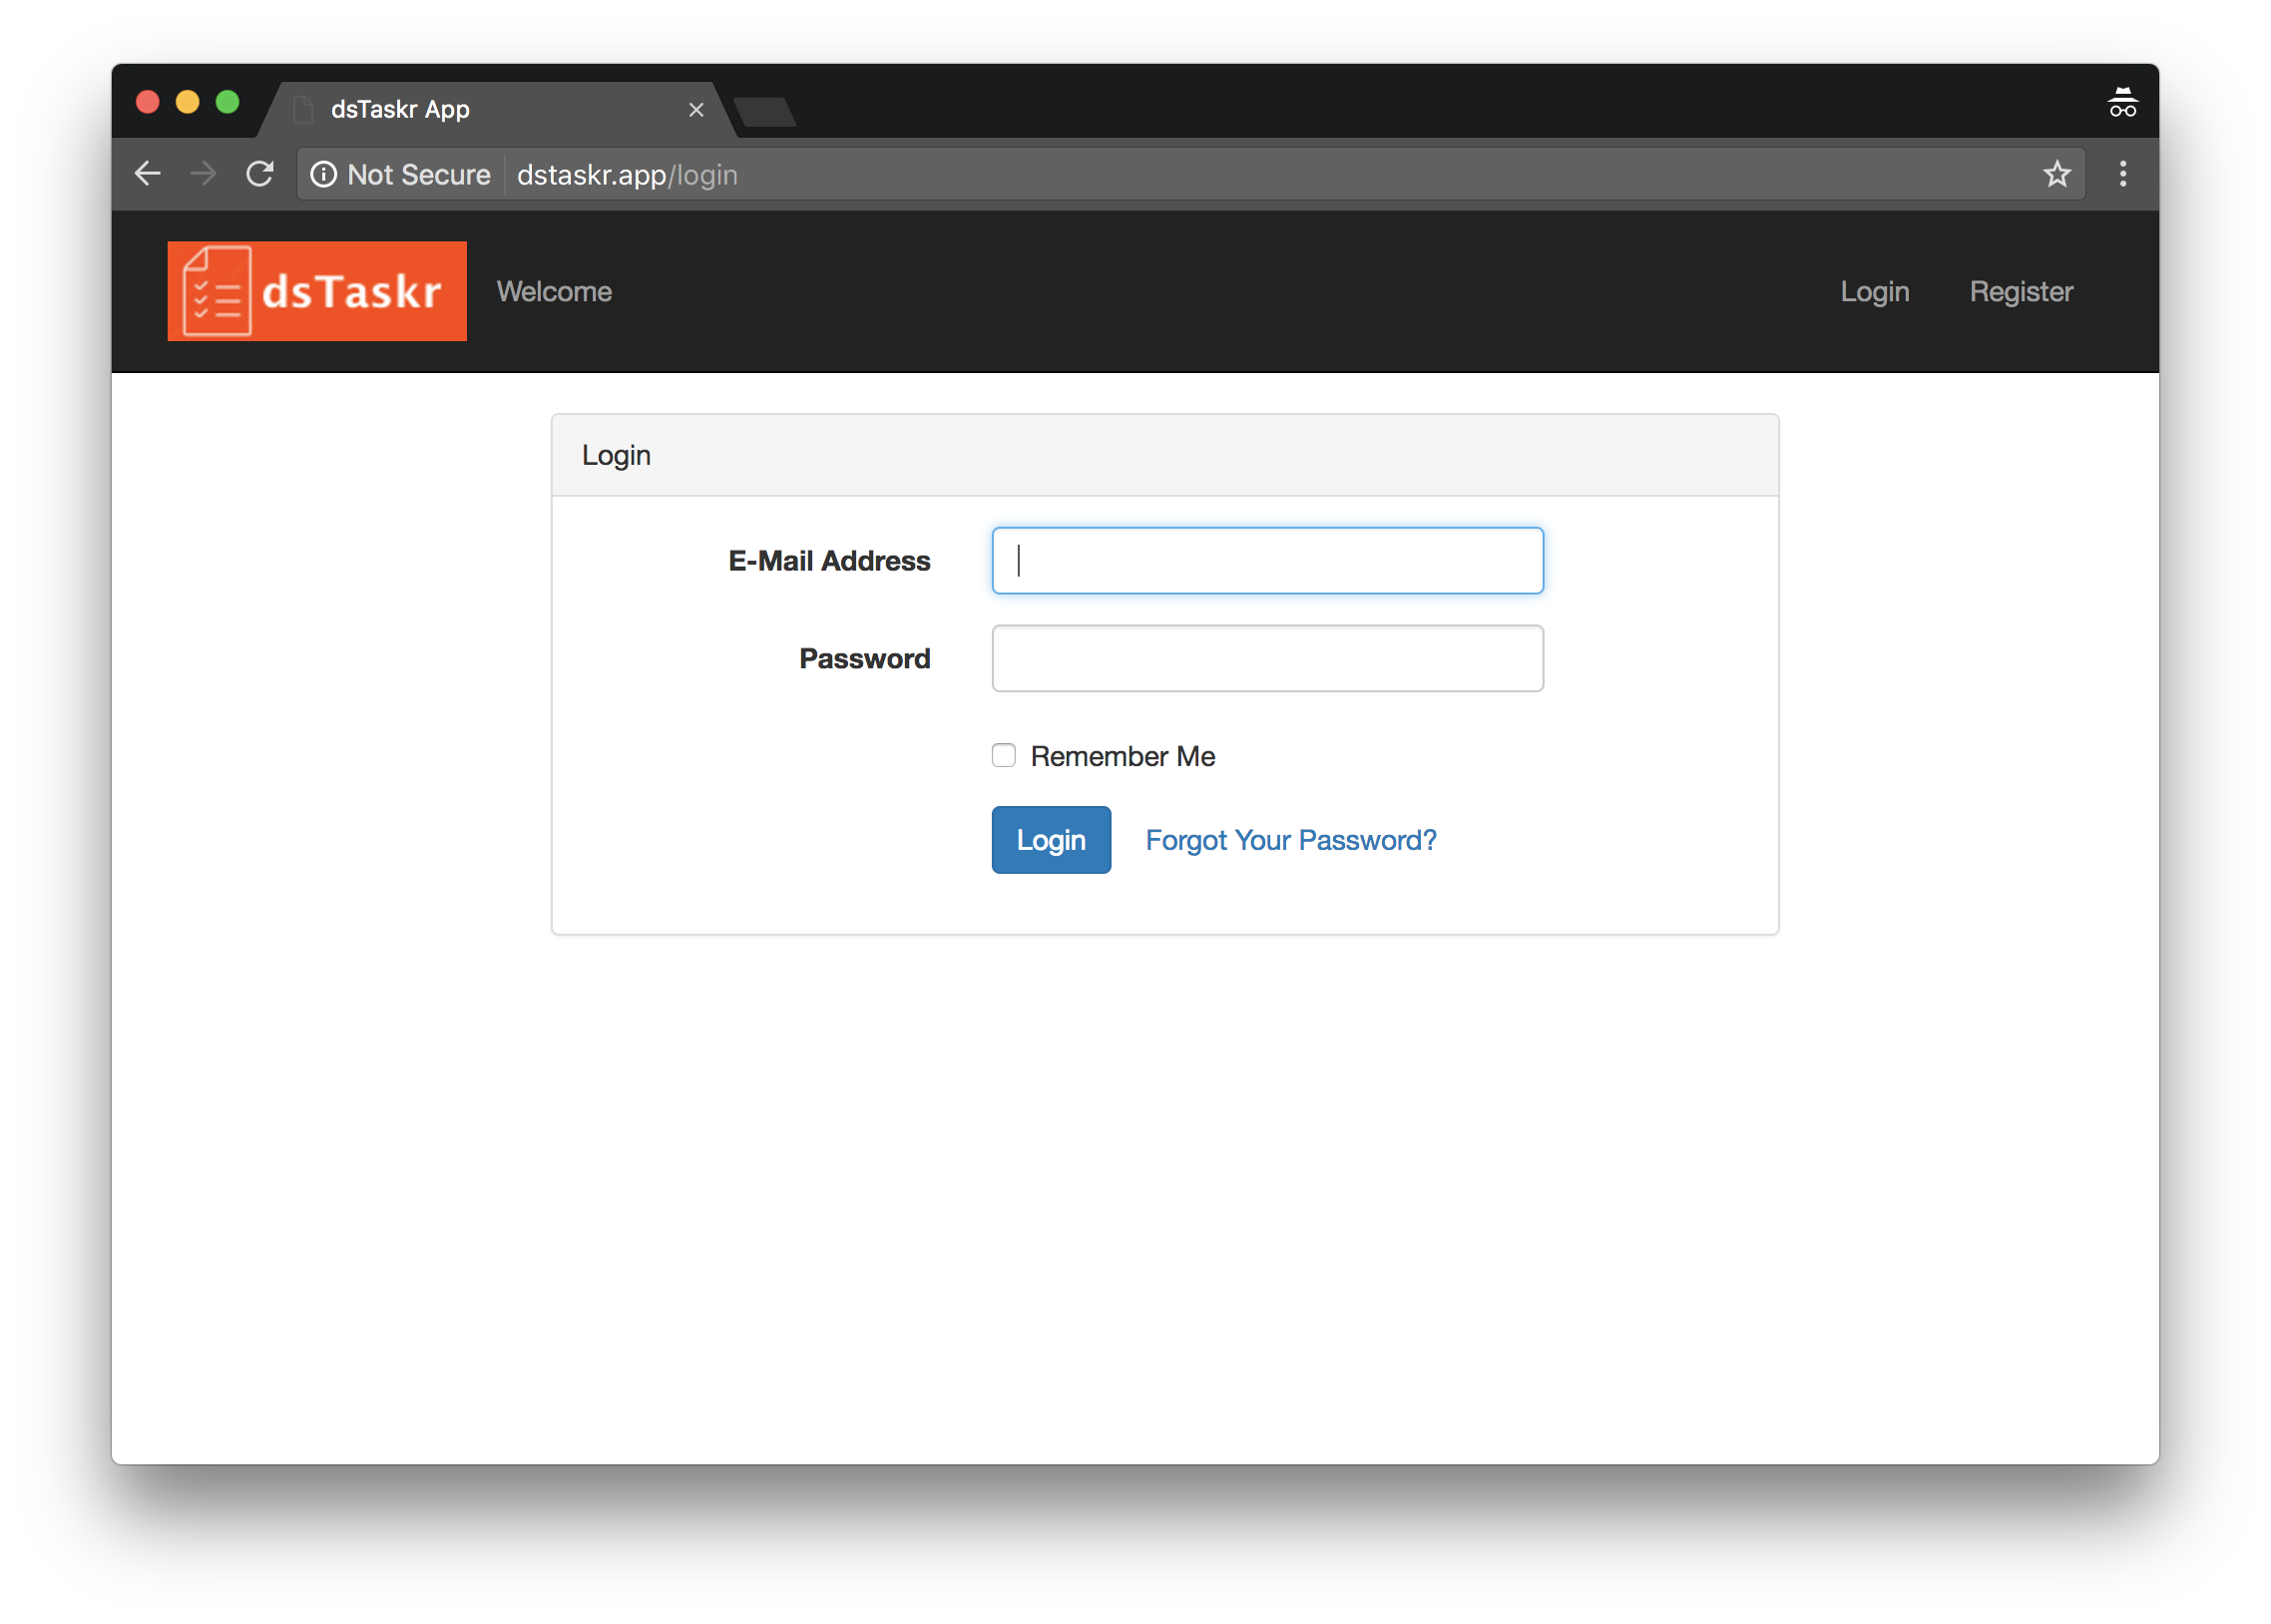 dsTaskr App
Not Secure dstaskr.app/login
dsTaskr Welcome Login Register
Login
E-Mail Address
Password
Remember Me
Login Forgot Your Password?